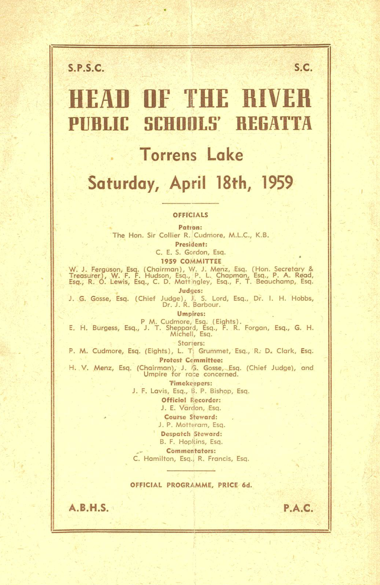 S.P.S.C. S.C.
HEAD OF THE RIVER
PUBLIC SCHOOLS' REGATTA
Torrens Lake
Saturday, April 18th, 1959
OFFICIALS
Patron:
The Hon. Sir Collier R. Cudmore, M.L.C., K.B.
President:
C. E. S. Gordon, Esq.
1959 COMMITTEE
W. J. Ferguson, Esq. (Chairman), W. J. Menz, Esq. (Hon. Secretary &
Treasurer), W. F. F. Hudson, Esq., P. L. Chapman, Esq., P. A. Read,
Esq., R. O. Lewis, Esq., C. D. Mattingley, Esq., F. T. Beauchamp, Esq.
Judges:
J. G. Gosse, Esq. (Chief Judge), J. S. Lord, Esq., Dr. I. H. Hobbs,
Dr. J. R. Barbour.
Umpires:
P M. Cudmore, Esq. (Eights).
E. H. Burgess, Esq., J. T. Sheppard, Esq., F. R. Forgan, Esq., G. H.
Michell, Esq.
Starters:
P. M. Cudmore, Esq. (Eights), L. T. Grummet, Esq., R. D. Clark, Esq.
Protest Committee:
H. V. Menz, Esq. (Chairman), J. G. Gosse, Esq. (Chief Judge), and
Umpire for race concerned.
Timekeepers:
J. F. Lavis, Esq., B. P. Bishop, Esq.
Official Recorder:
J. E. Vardon, Esq.
Course Steward:
J. P. Mottvram, Esq.
Despatch Steward:
B. F. Hopkins, Esq.
Commentators:
C. Hamilton, Esq., R. Francis, Esq.
OFFICIAL PROGRAMME, PRICE 6d.
A.B.H.S. P.A.C.